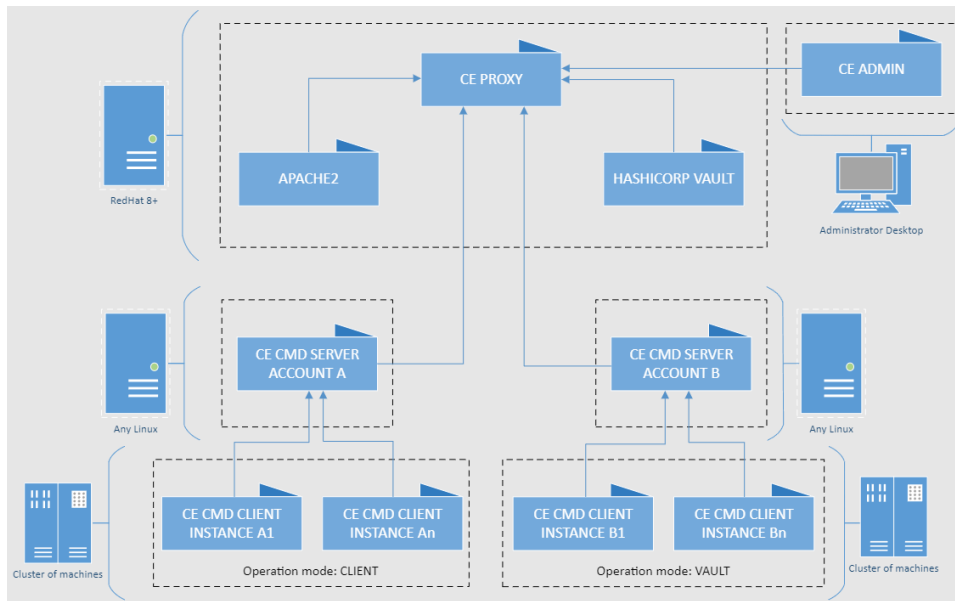 CE PROXY
CE ADMIN
APACHE2
HASHICORP VAULT
RedHat 8+
Administrator Desktop
CE CMD SERVER
ACCOUNT A
CE CMD SERVER
ACCOUNT B
Any Linux
Any Linux
CE CMD CLIENT
INSTANCE A1
CE CMD CLIENT
INSTANCE An
CE CMD CLIENT
INSTANCE B1
CE CMD CLIENT
INSTANCE Bn
Cluster of machines
Operation mode: CLIENT
Operation mode: VAULT
Cluster of machines